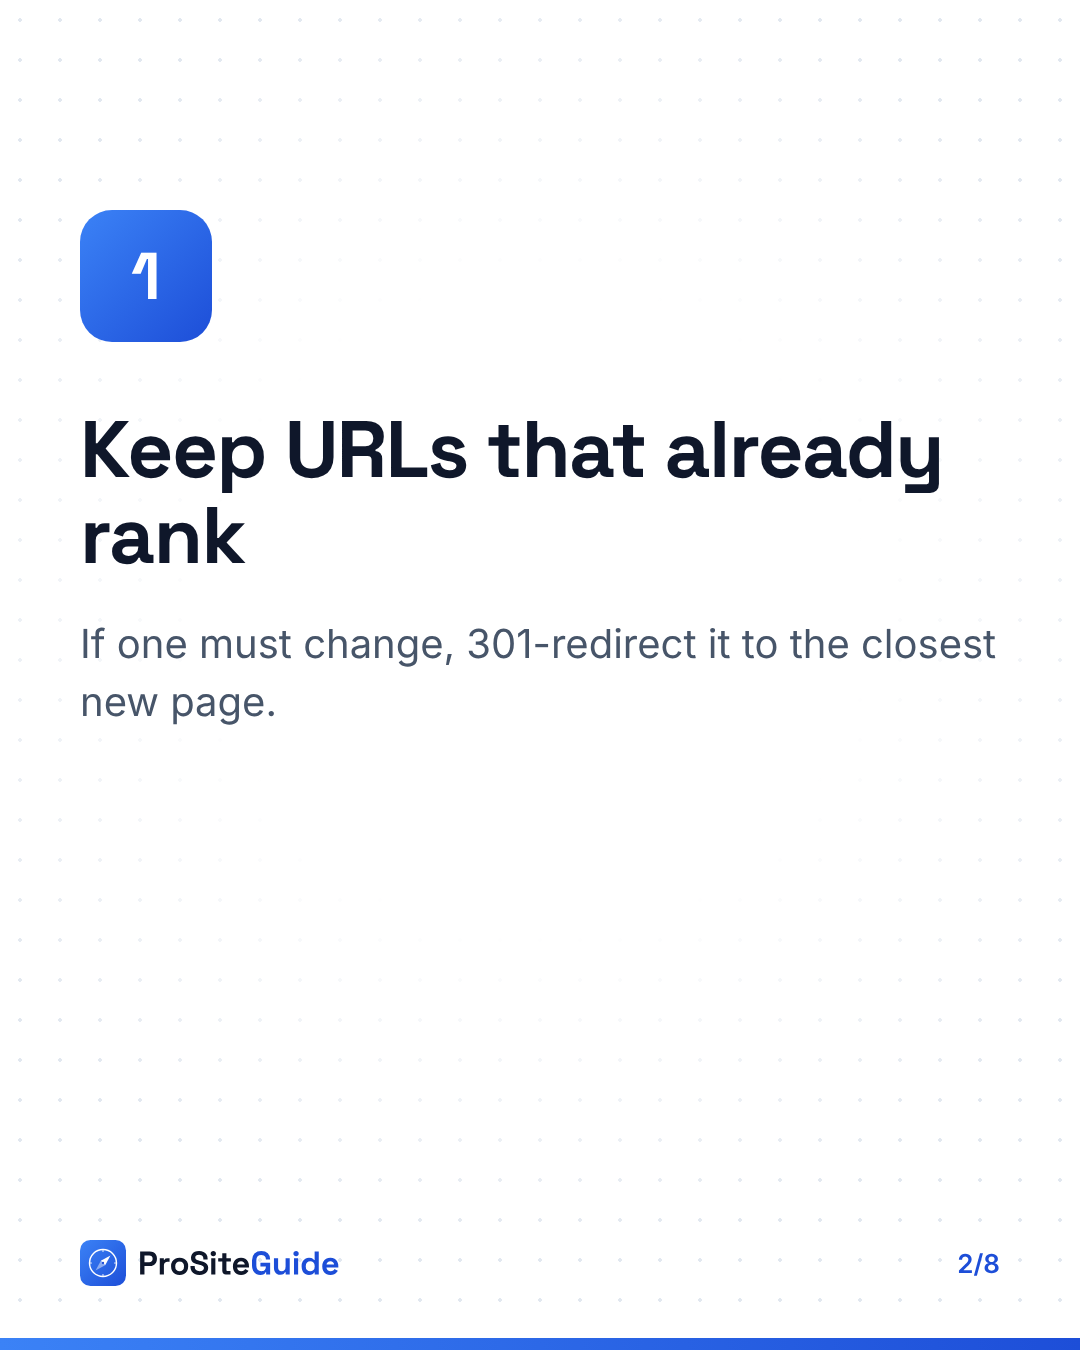 1
Keep URLs that already
rank
If one must change, 301-redirect it to the closest
new page.
ProSiteGuide
2/8